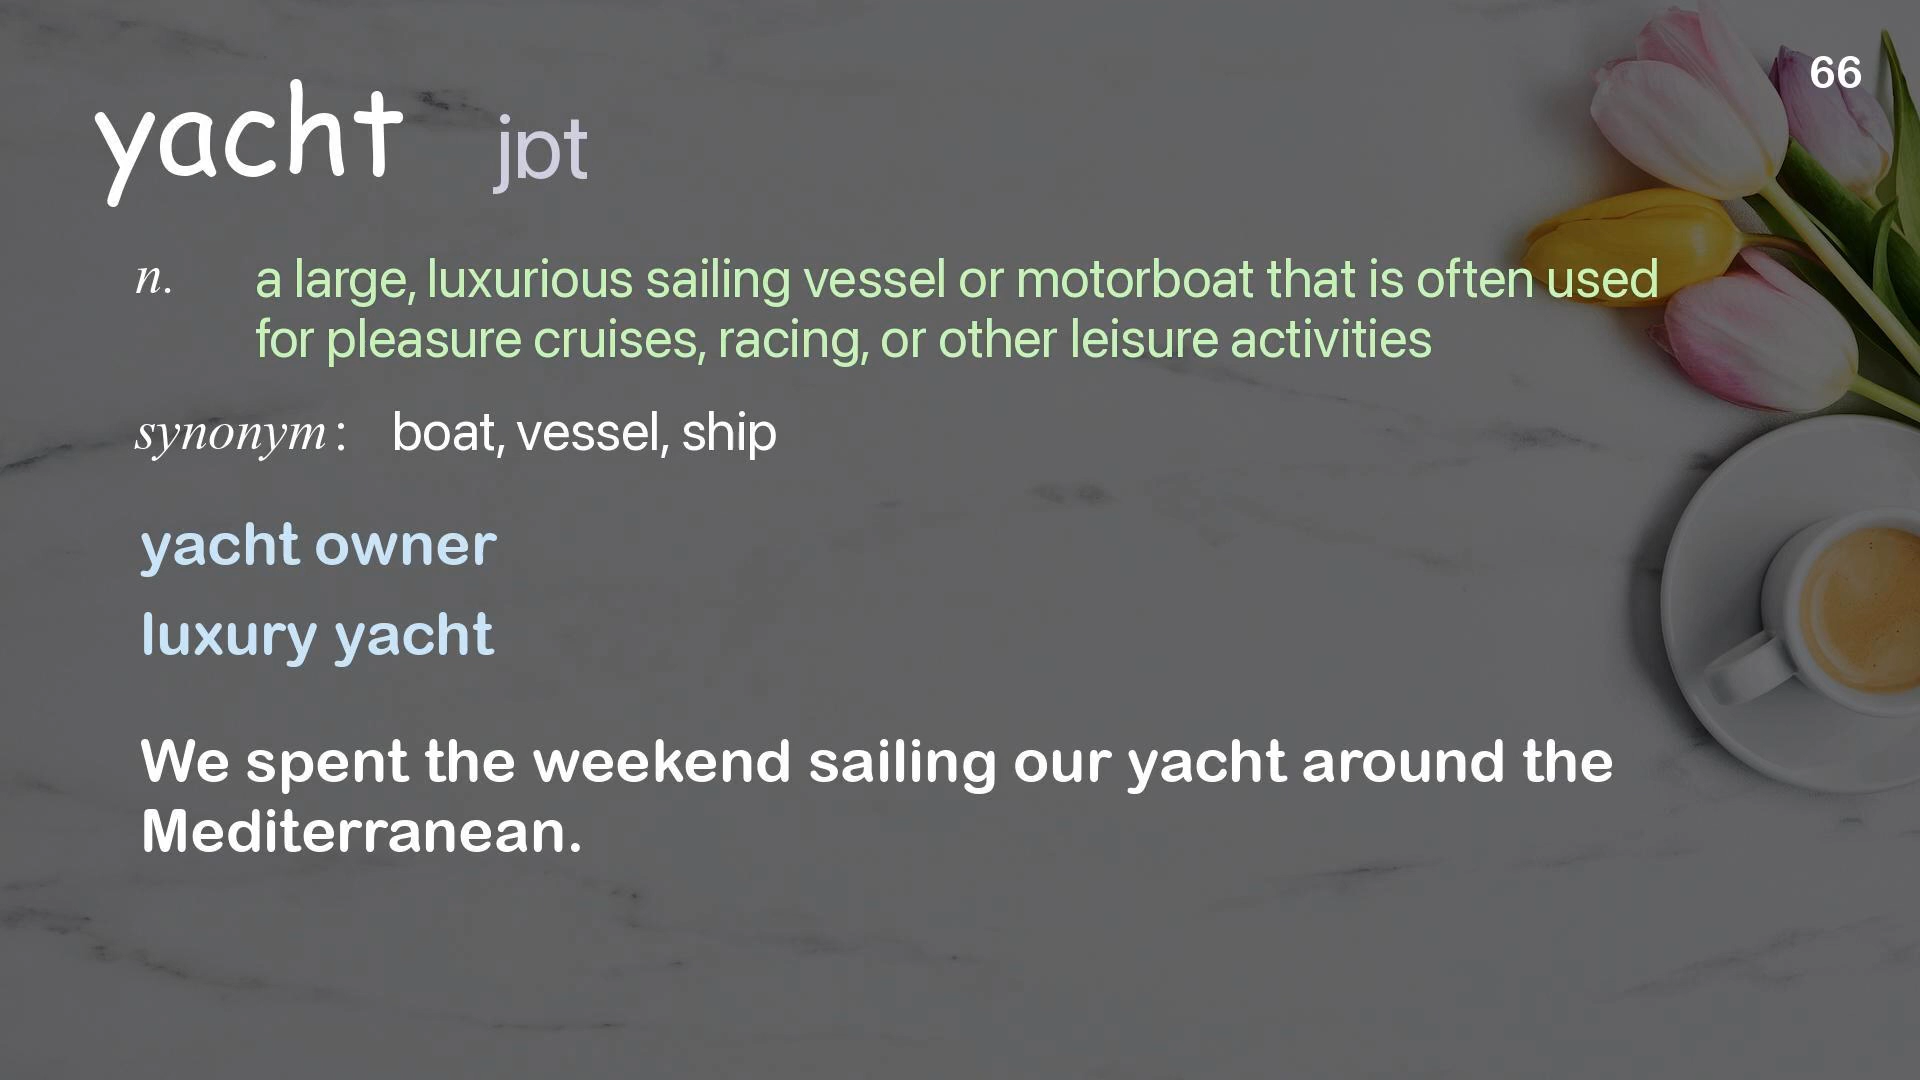 66
yacht jɒt
n. a large, luxurious sailing vessel or motorboat that is often used
for pleasure cruises, racing, or other leisure activities
synonym: boat, vessel, ship
yacht owner
luxury yacht
We spent the weekend sailing our yacht around the
Mediterranean.